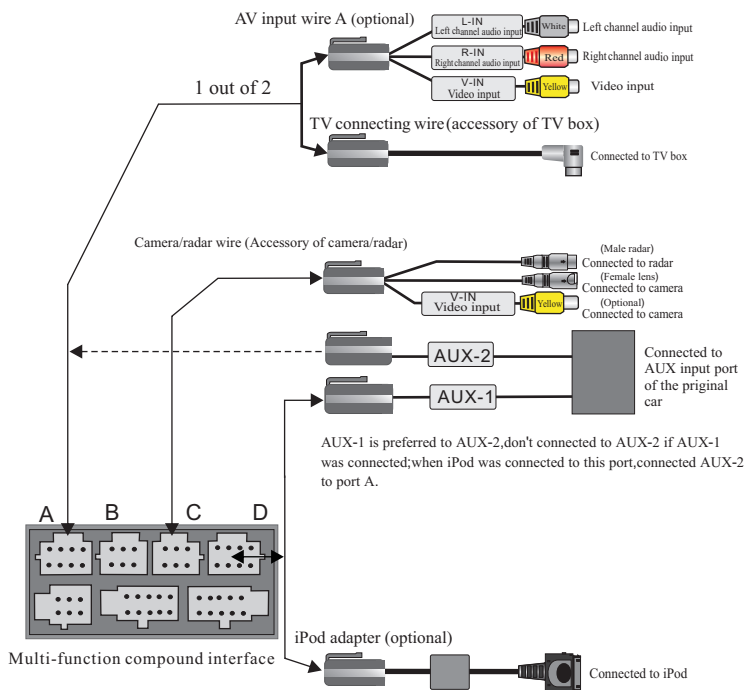 AV input wire A (optional)
L-IN
Left channel audio input
White
Left channel audio input
R-IN
Right channel audio input
Red
Right channel audio input
V-IN
Video input
Yellow
Video input
1 out of 2
TV connecting wire(accessory of TV box)
Connected to TV box
Camera/radar wire (Accessory of camera/radar)
(Male radar)
Connected to radar
(Female lens)
Connected to camera
V-IN
Video input
Yellow
(Optional)
Connected to camera
AUX-2
AUX-1
Connected to
AUX input port
of the priginal
car
AUX-1 is preferred to AUX-2,don't connected to AUX-2 if AUX-1
was connected;when iPod was connected to this port,connected AUX-2
to port A.
A B C D
Multi-function compound interface
iPod adapter (optional)
Connected to iPod